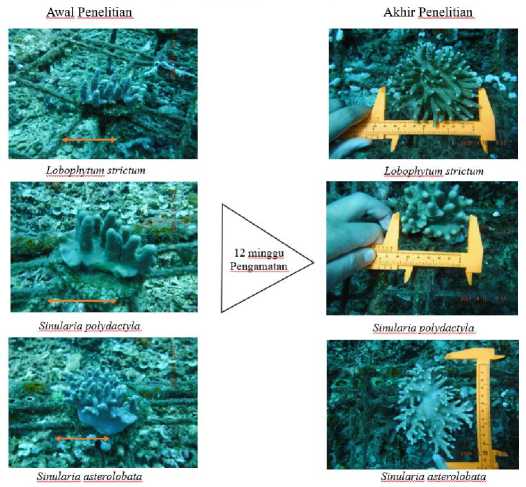 Awal Penelitian
Akhir Penelitian
Lobophytum strictum
Lobophytum strictum
12 minggu
Pengamatan
Sinularia polydactyla
Sinularia polydactyla
Sinularia asterolobata
Sinularia asterolobata